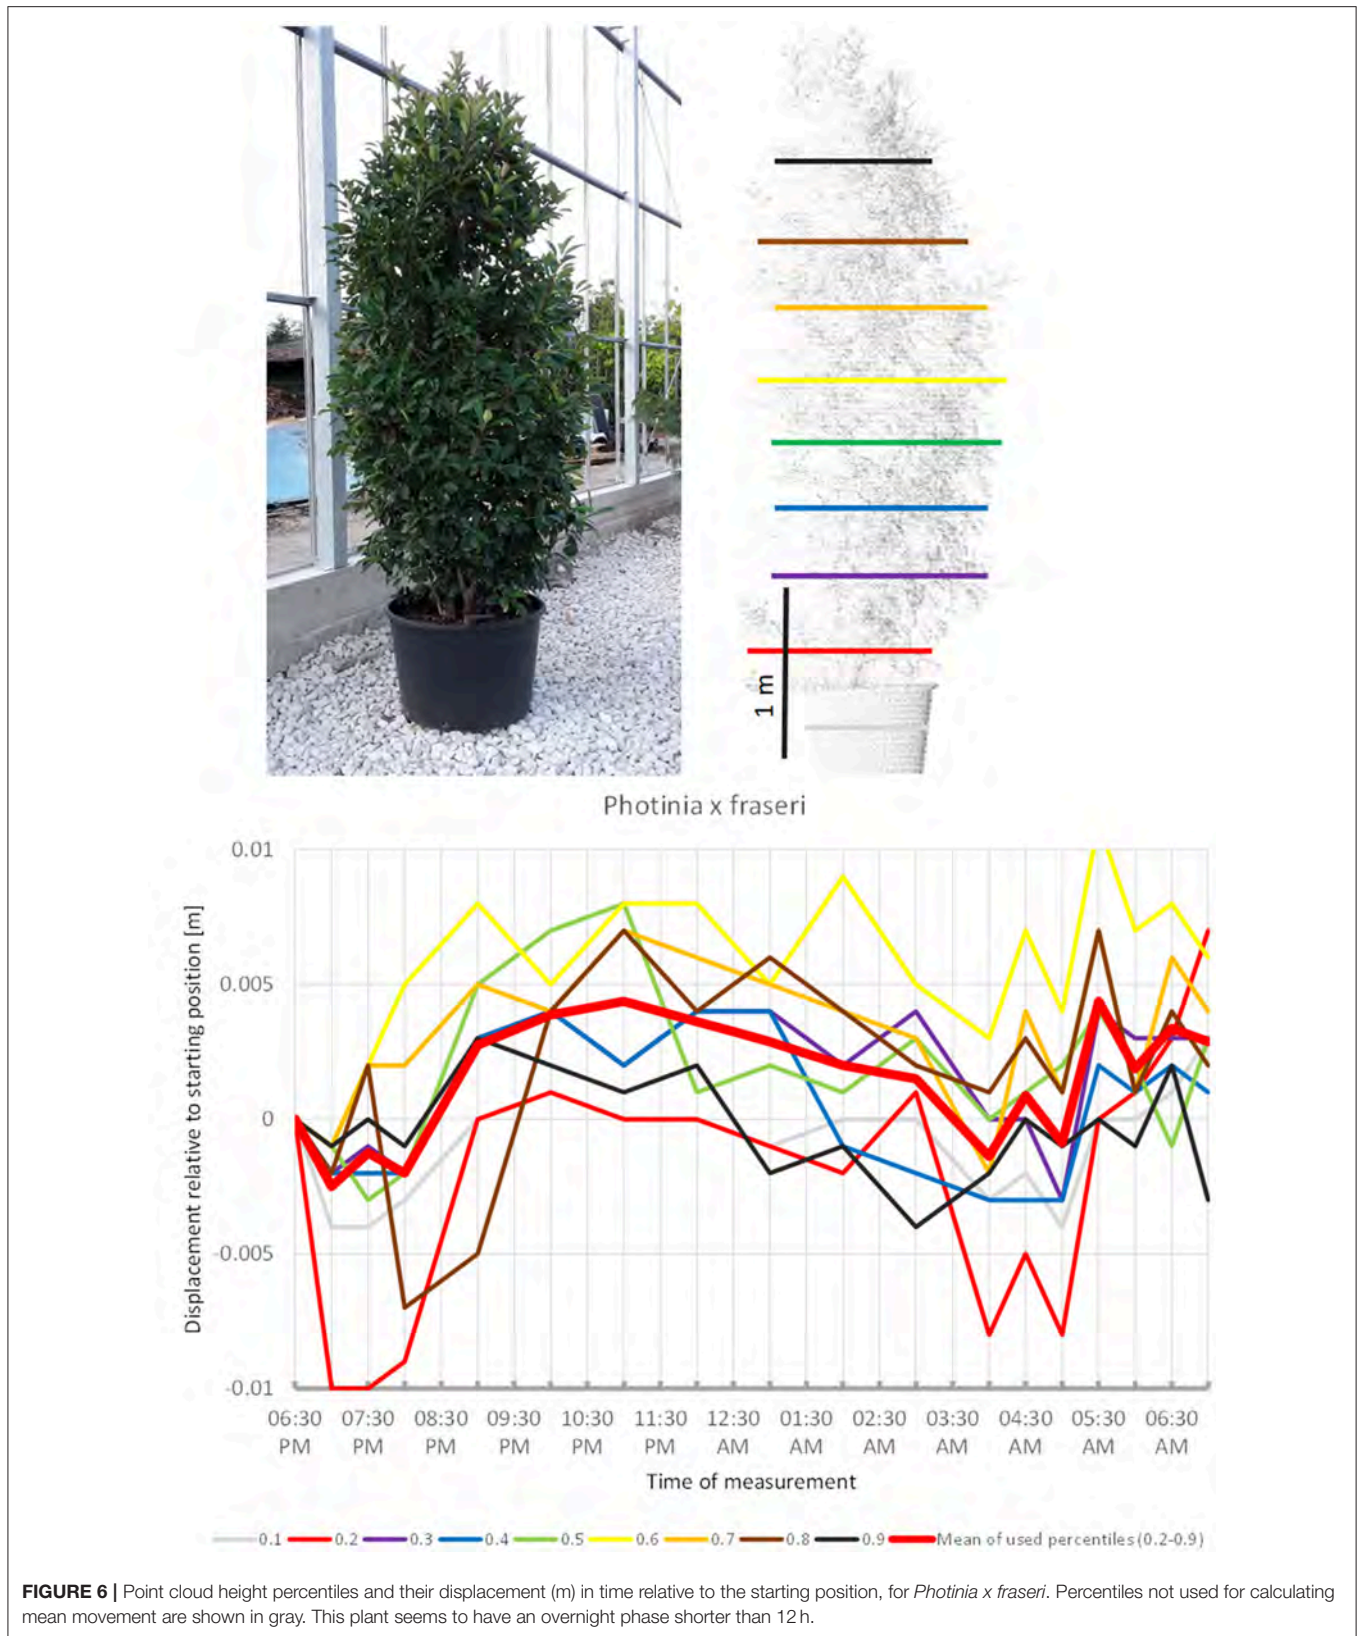 1 m
Photinia x fraseri
0.01
0.005
0
-0.005
-0.01
Displacement relative to starting position [m]
06:30 07:30 08:30 09:30 10:30 11:30 12:30 01:30 02:30 03:30 04:30 05:30 06:30
PM PM PM PM PM PM AM AM AM AM AM AM AM
Time of measurement
0.1 0.2 0.3 0.4 0.5 0.6 0.7 0.8 0.9 Mean of used percentiles (0.2-0.9)
FIGURE 6 | Point cloud height percentiles and their displacement (m) in time relative to the starting position, for Photinia x fraseri. Percentiles not used for calculating
mean movement are shown in gray. This plant seems to have an overnight phase shorter than 12 h.